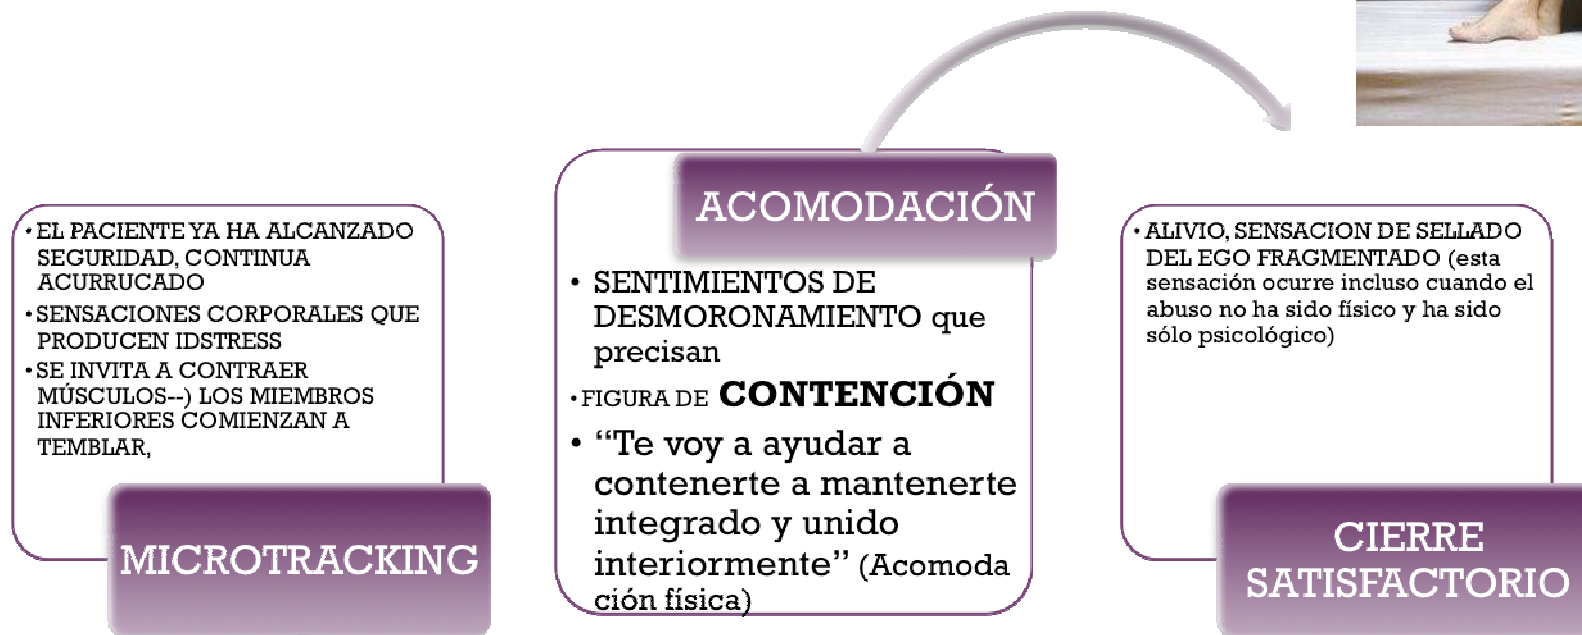 • EL PACIENTE YA HA ALCANZADO
SEGURIDAD, CONTINUA
ACURRUCADO
• SENSACIONES CORPORALES QUE
PRODUCEN IDSTRESS
• SE INVITA A CONTRAER
MÚSCULOS--) LOS MIEMBROS
INFERIORES COMIENZAN A
TEMBLAR,
MICROTRACKING
ACOMODACIÓN
• SENTIMIENTOS DE
DESMORONAMIENTO que
precisan
• FIGURA DE CONTENCIÓN
• “Te voy a ayudar a
contenerte a mantenerte
integrado y unido
interiormente” (Acomoda
ción física)
• ALIVIO, SENSACION DE SELLADO
DEL EGO FRAGMENTADO (esta
sensación ocurre incluso cuando el
abuso no ha sido físico y ha sido
sólo psicológico)
CIERRE
SATISFACTORIO